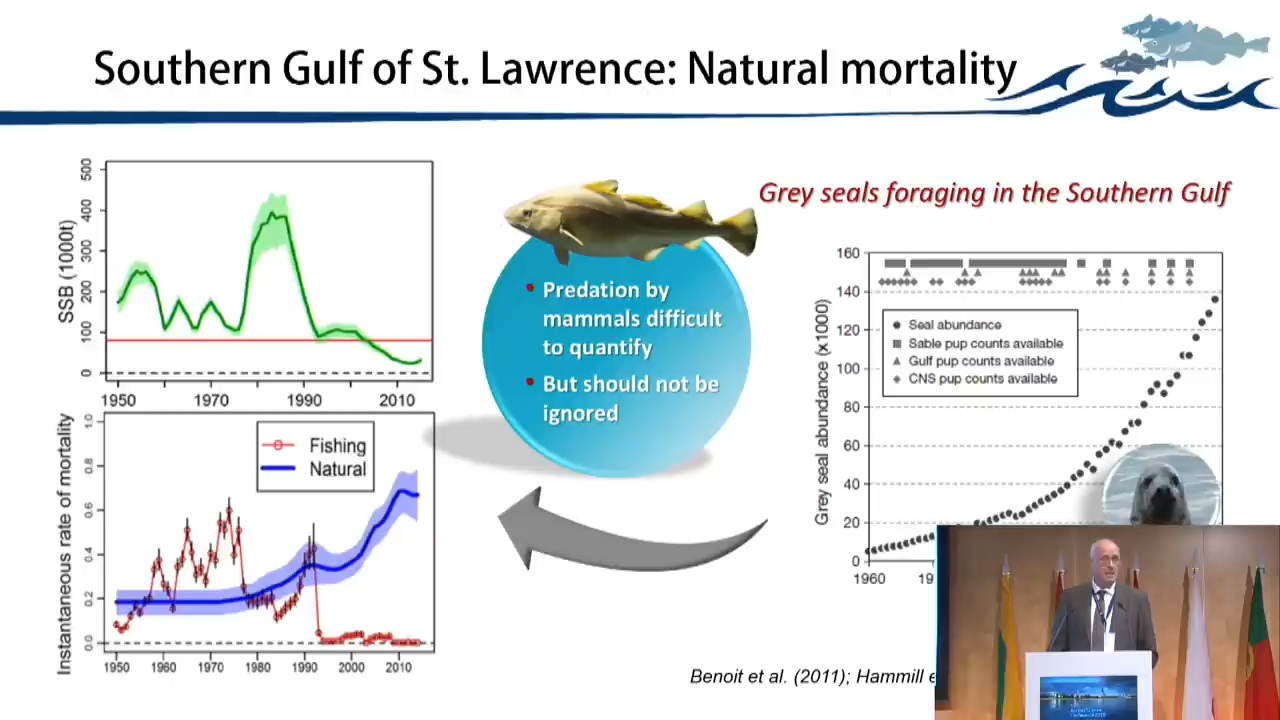 Southern Gulf of St. Lawrence: Natural mortality
SSB (1000t)
500
400
300
200
100
0
1950
1970
1990
2010
Instantaneous rate of mortality
1.0
0.8
0.6
0.4
0.2
0.0
Fishing
Natural
1950
1960
1970
1980
1990
2000
2010
• Predation by
mammals difficult
to quantify
• But should not be
ignored
Grey seals foraging in the Southern Gulf
Grey seal abundance (x1000)
160
140
120
100
80
60
40
20
0
Seal abundance
Sable pup counts available
Gulf pup counts available
CNS pup counts available
1960
19
Benoit et al. (2011); Hammill e